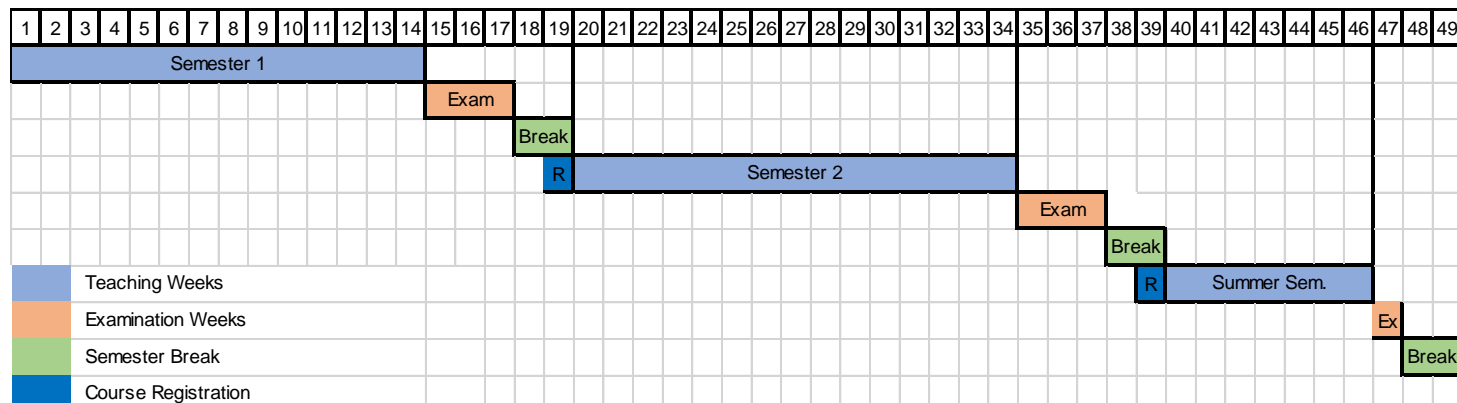 1 2 3 4 5 6 7 8 9 10 11 12 13 14 15 16 17 18 19 20 21 22 23 24 25 26 27 28 29 30 31 32 33 34 35 36 37 38 39 40 41 42 43 44 45 46 47 48 49
Semester 1
Exam
Break
R Semester 2
Exam
Break
Teaching Weeks R Summer Sem.
Examination Weeks Ex
Semester Break Break
Course Registration